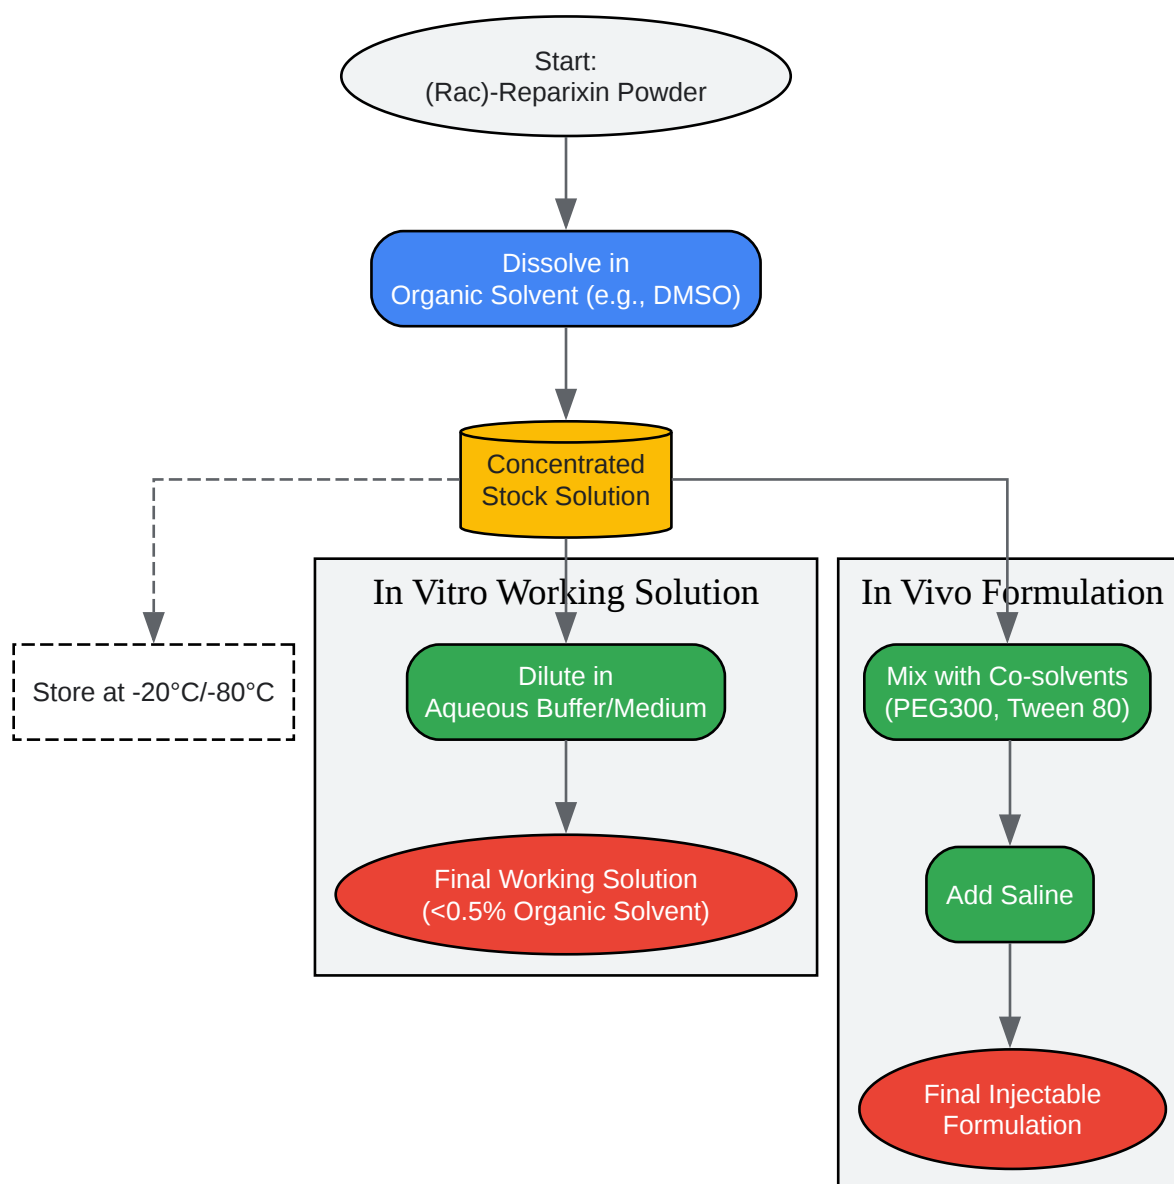 Start:
(Rac)-Reparixin Powder
Dissolve in
Organic Solvent (e.g., DMSO)
Concentrated
Stock Solution
Store at -20°C/-80°C
In Vitro Working Solution
Dilute in
Aqueous Buffer/Medium
Final Working Solution
(<0.5% Organic Solvent)
In Vivo Formulation
Mix with Co-solvents
(PEG300, Tween 80)
Add Saline
Final Injectable
Formulation